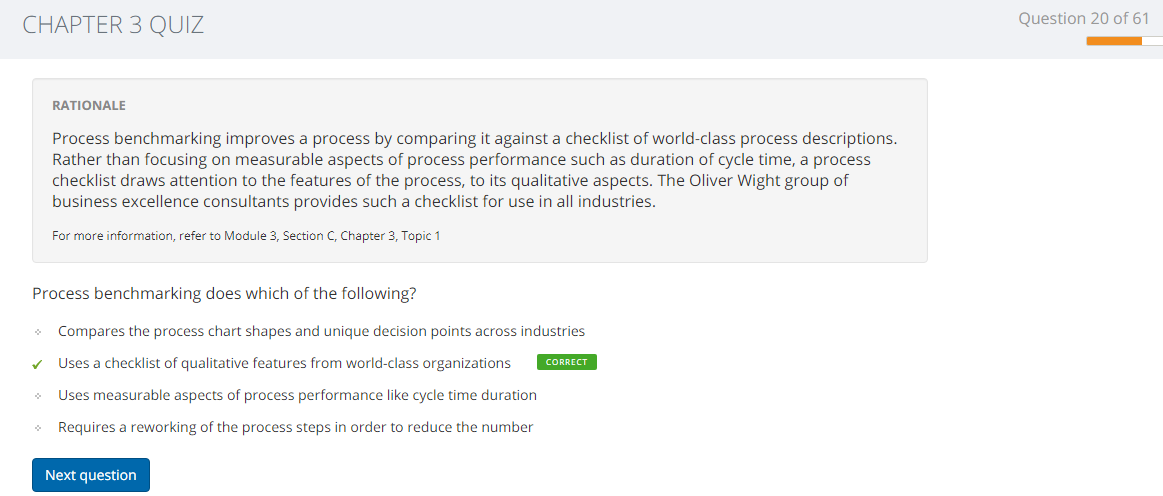 CHAPTER 3 QUIZ
Question 20 of 61
RATIONALE
Process benchmarking improves a process by comparing it against a checklist of world-class process descriptions.
Rather than focusing on measurable aspects of process performance such as duration of cycle time, a process
checklist draws attention to the features of the process, to its qualitative aspects. The Oliver Wight group of
business excellence consultants provides such a checklist for use in all industries.
For more information, refer to Module 3, Section C, Chapter 3, Topic 1
Process benchmarking does which of the following?
Compares the process chart shapes and unique decision points across industries
Uses a checklist of qualitative features from world-class organizations CORRECT
Uses measurable aspects of process performance like cycle time duration
Requires a reworking of the process steps in order to reduce the number
Next question